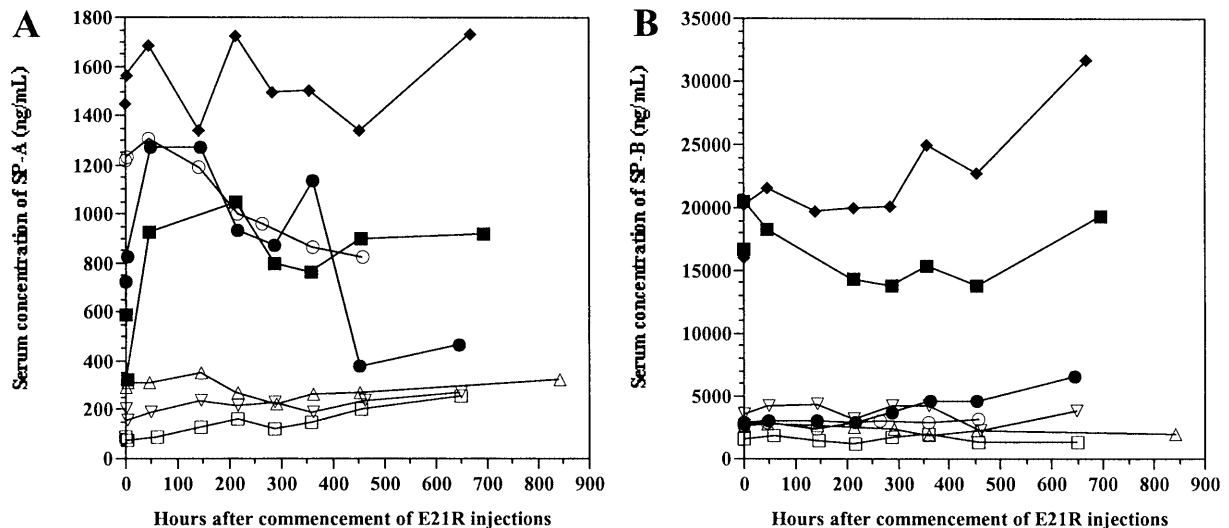 A
Serum concentration of SP-A (ng/mL)
1800
1600
1400
1200
1000
800
600
400
200
0
0 100 200 300 400 500 600 700 800 900
Hours after commencement of E21R injections
B
Serum concentration of SP-B (ng/mL)
35000
30000
25000
20000
15000
10000
5000
0
0 100 200 300 400 500 600 700 800 900
Hours after commencement of E21R injections